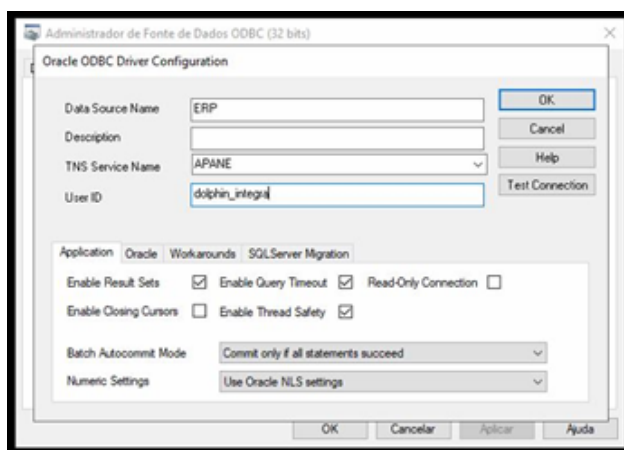 Administrador de Fonte de Dados ODBC (32 bits)
Oracle ODBC Driver Configuration
Data Source Name ERP OK
Description Cancel
TNS Service Name APANE Help
User ID dolphin_integra Test Connection
Application Oracle Workarounds SQLServer Migration
Enable Result Sets Enable Query Timeout Read-Only Connection
Enable Closing Cursors Enable Thread Safety
Batch Autocommit Mode Commit only if all statements succeed
Numeric Settings Use Oracle NLS settings
OK Cancelar Aplicar Ajuda